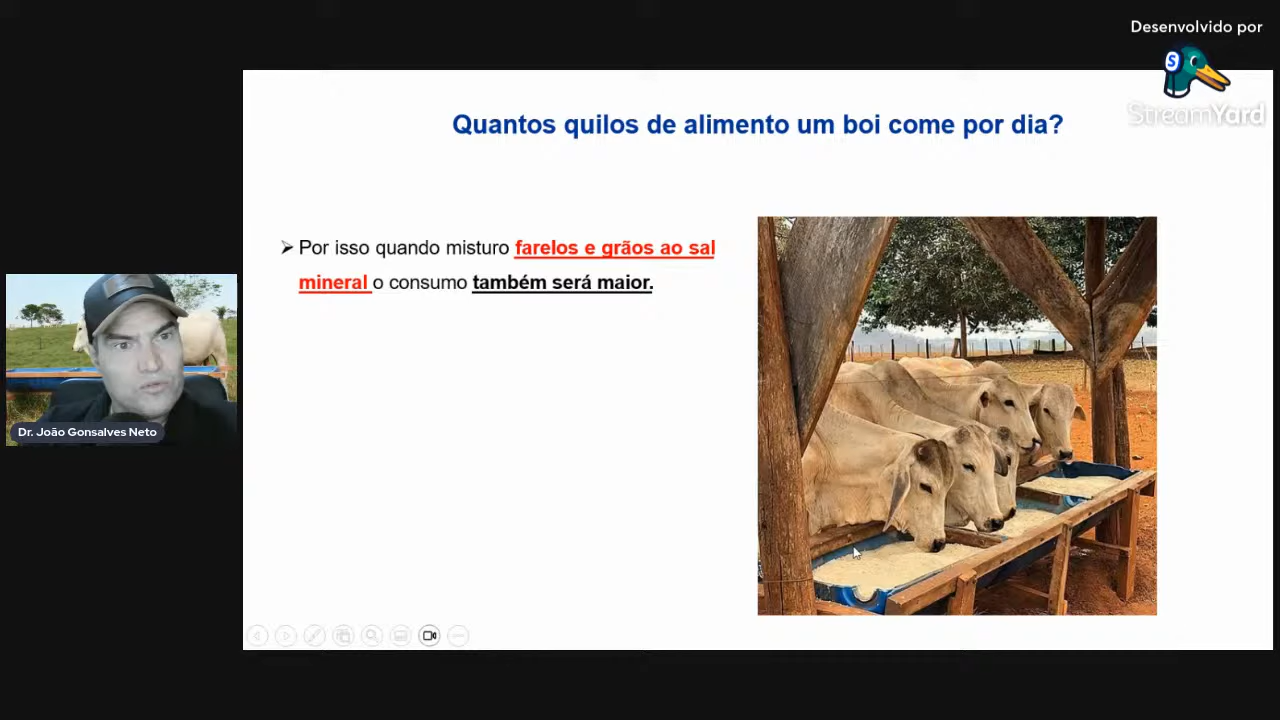 Desenvolvido por
S
StreamYard
Quantos quilos de alimento um boi come por dia?
➢ Por isso quando misturo farelos e grãos ao sal
mineral o consumo também será maior.
Dr. João Gonsalves Neto